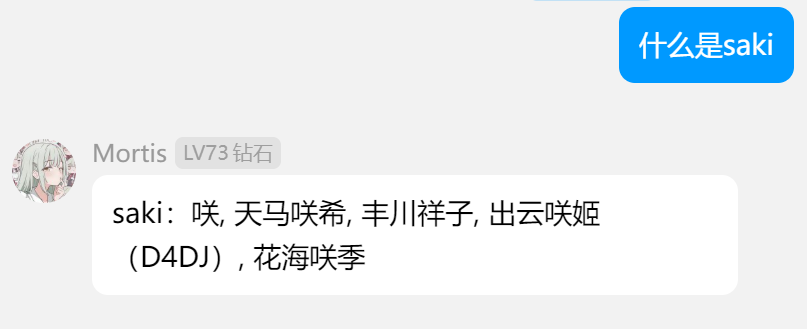 什么是saki
Mortis LV73 钻石
saki：咲, 天马咲希, 丰川祥子, 出云咲姬
（D4DJ）, 花海咲季